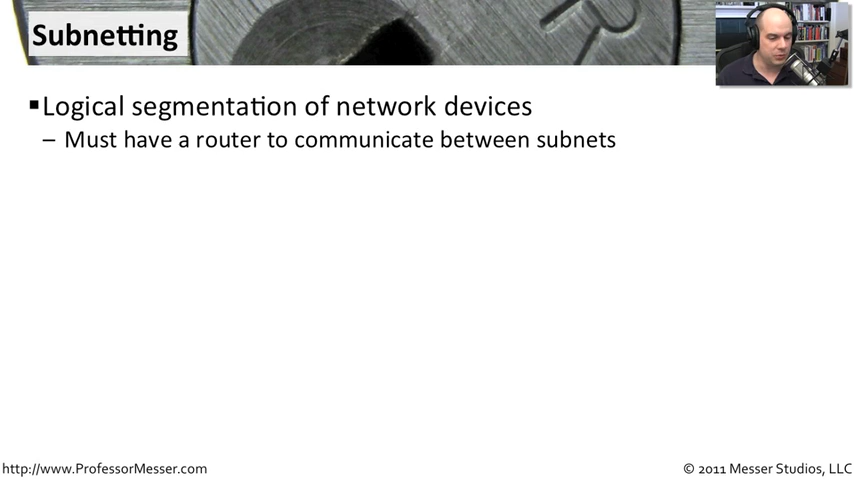 Subnetting
▪Logical segmentation of network devices
– Must have a router to communicate between subnets
http://www.ProfessorMesser.com
© 2011 Messer Studios, LLC